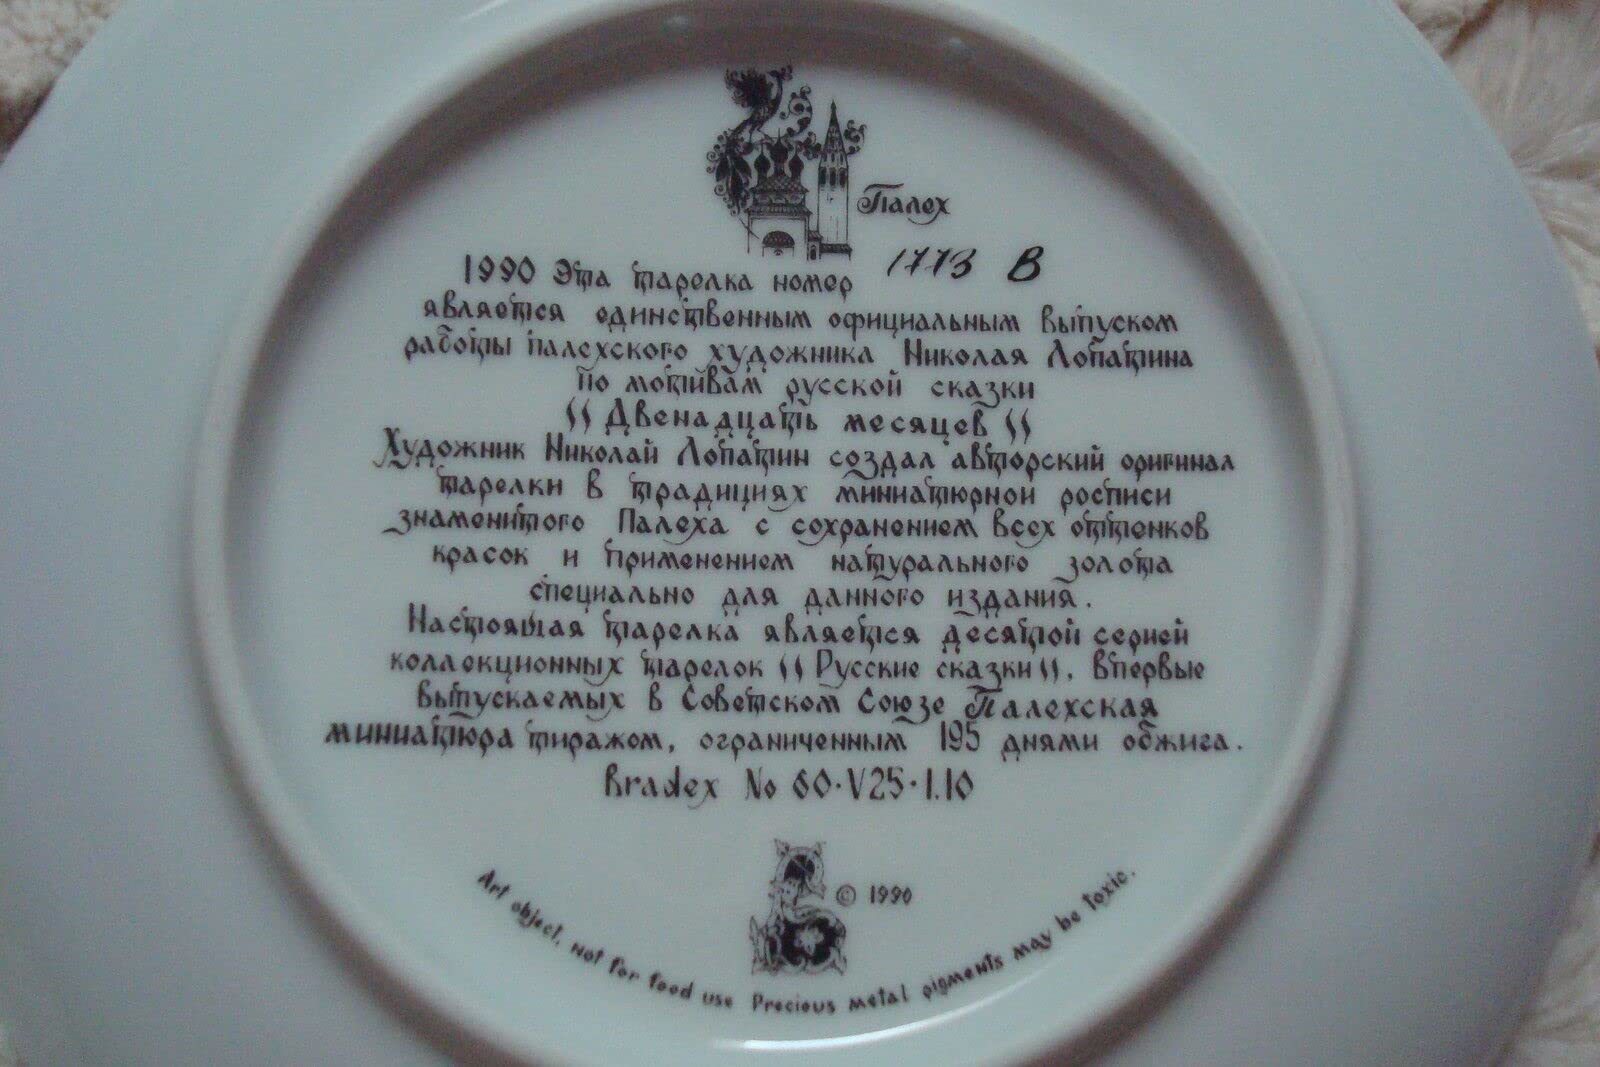 Палех
1990 Эта тарелка номер 1773 В
является единственным официальным выпуском
работы палехского художника Николая Лопатина
по мотивам русской сказки
"Двенадцать месяцев"
Художник Николай Лопатин создал авторский оригинал
тарелки в традициях миниатюрной росписи
знаменитого Палеха с сохранением всех оттенков
красок и применением натурального золота
специально для данного издания.
Настоящая тарелка является десятой серией
коллекционных тарелок "Русские сказки". Впервые
выпускаемых в Советском Союзе Палехская
миниатюра тиражом, ограниченным 195 днями обжига.
Bradex No 60·V25·1.10
© 1990
Art object, not for food use Precious metal pigments may be toxic.